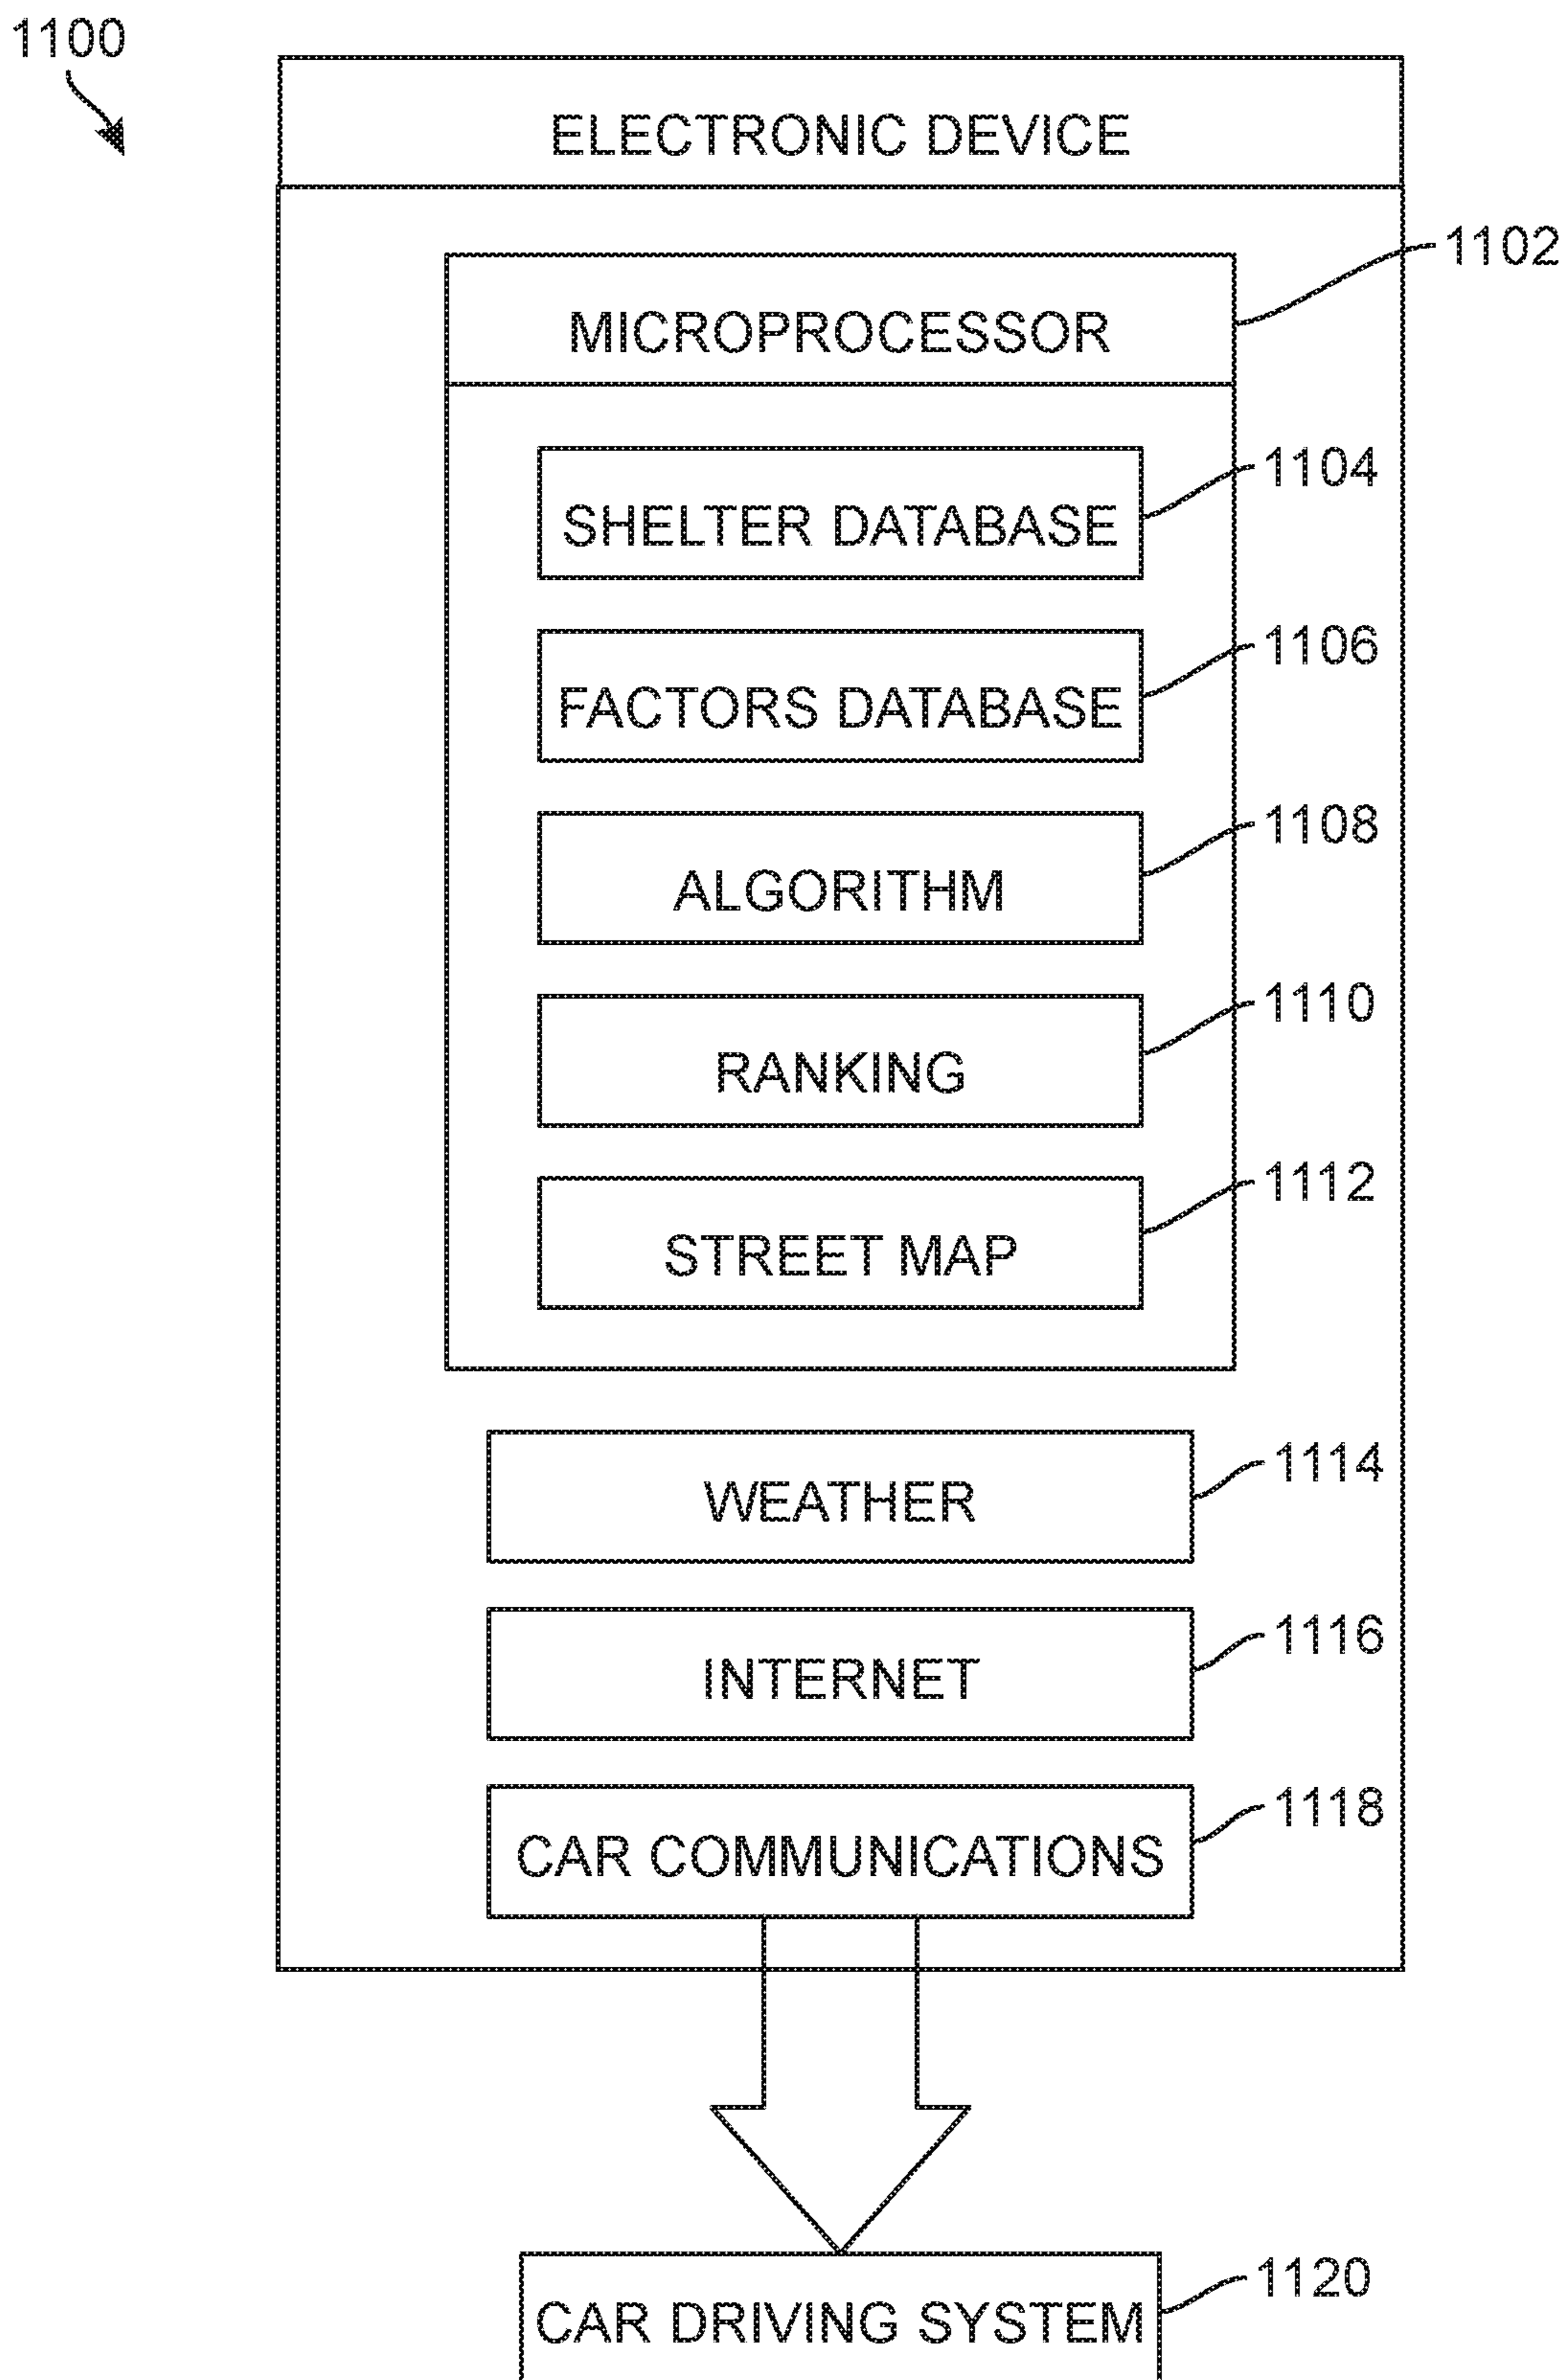 1100
ELECTRONIC DEVICE
1102
MICROPROCESSOR
1104
SHELTER DATABASE
1106
FACTORS DATABASE
1108
ALGORITHM
1110
RANKING
1112
STREET MAP
1114
WEATHER
1116
INTERNET
1118
CAR COMMUNICATIONS
1120
CAR DRIVING SYSTEM